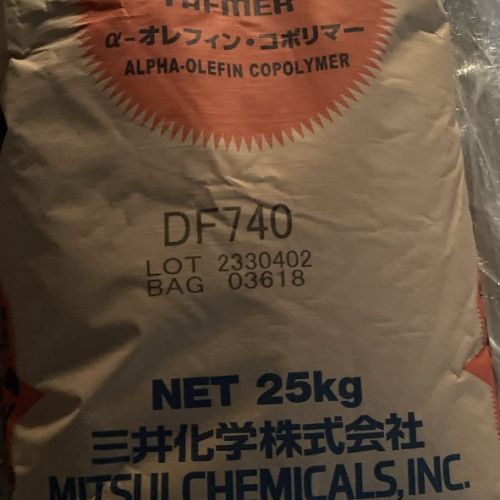 α-オレフィン・コポリマー
ALPHA-OLEFIN COPOLYMER
DF740
LOT 2330402
BAG 03618
NET 25kg
三井化学株式会社
MITSUI CHEMICALS, INC.